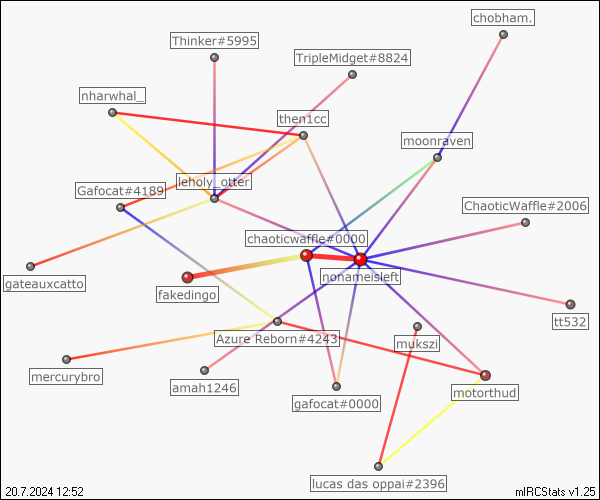 chobham.
Thinker#5995
TripleMidget#8824
nharwhal_
then1cc
moonraven
leholy_otter
Gafocat#4189
ChaoticWaffle#2006
chaoticwaffle#0000
nonameisleft
gateauxcatto
fakedingo
tt532
Azure Reborn#4243
mukszi
mercurybro
amah1246
motorthud
gafocat#0000
lucas das oppai#2396
20.7.2024 12:52
mIRCStats v1.25